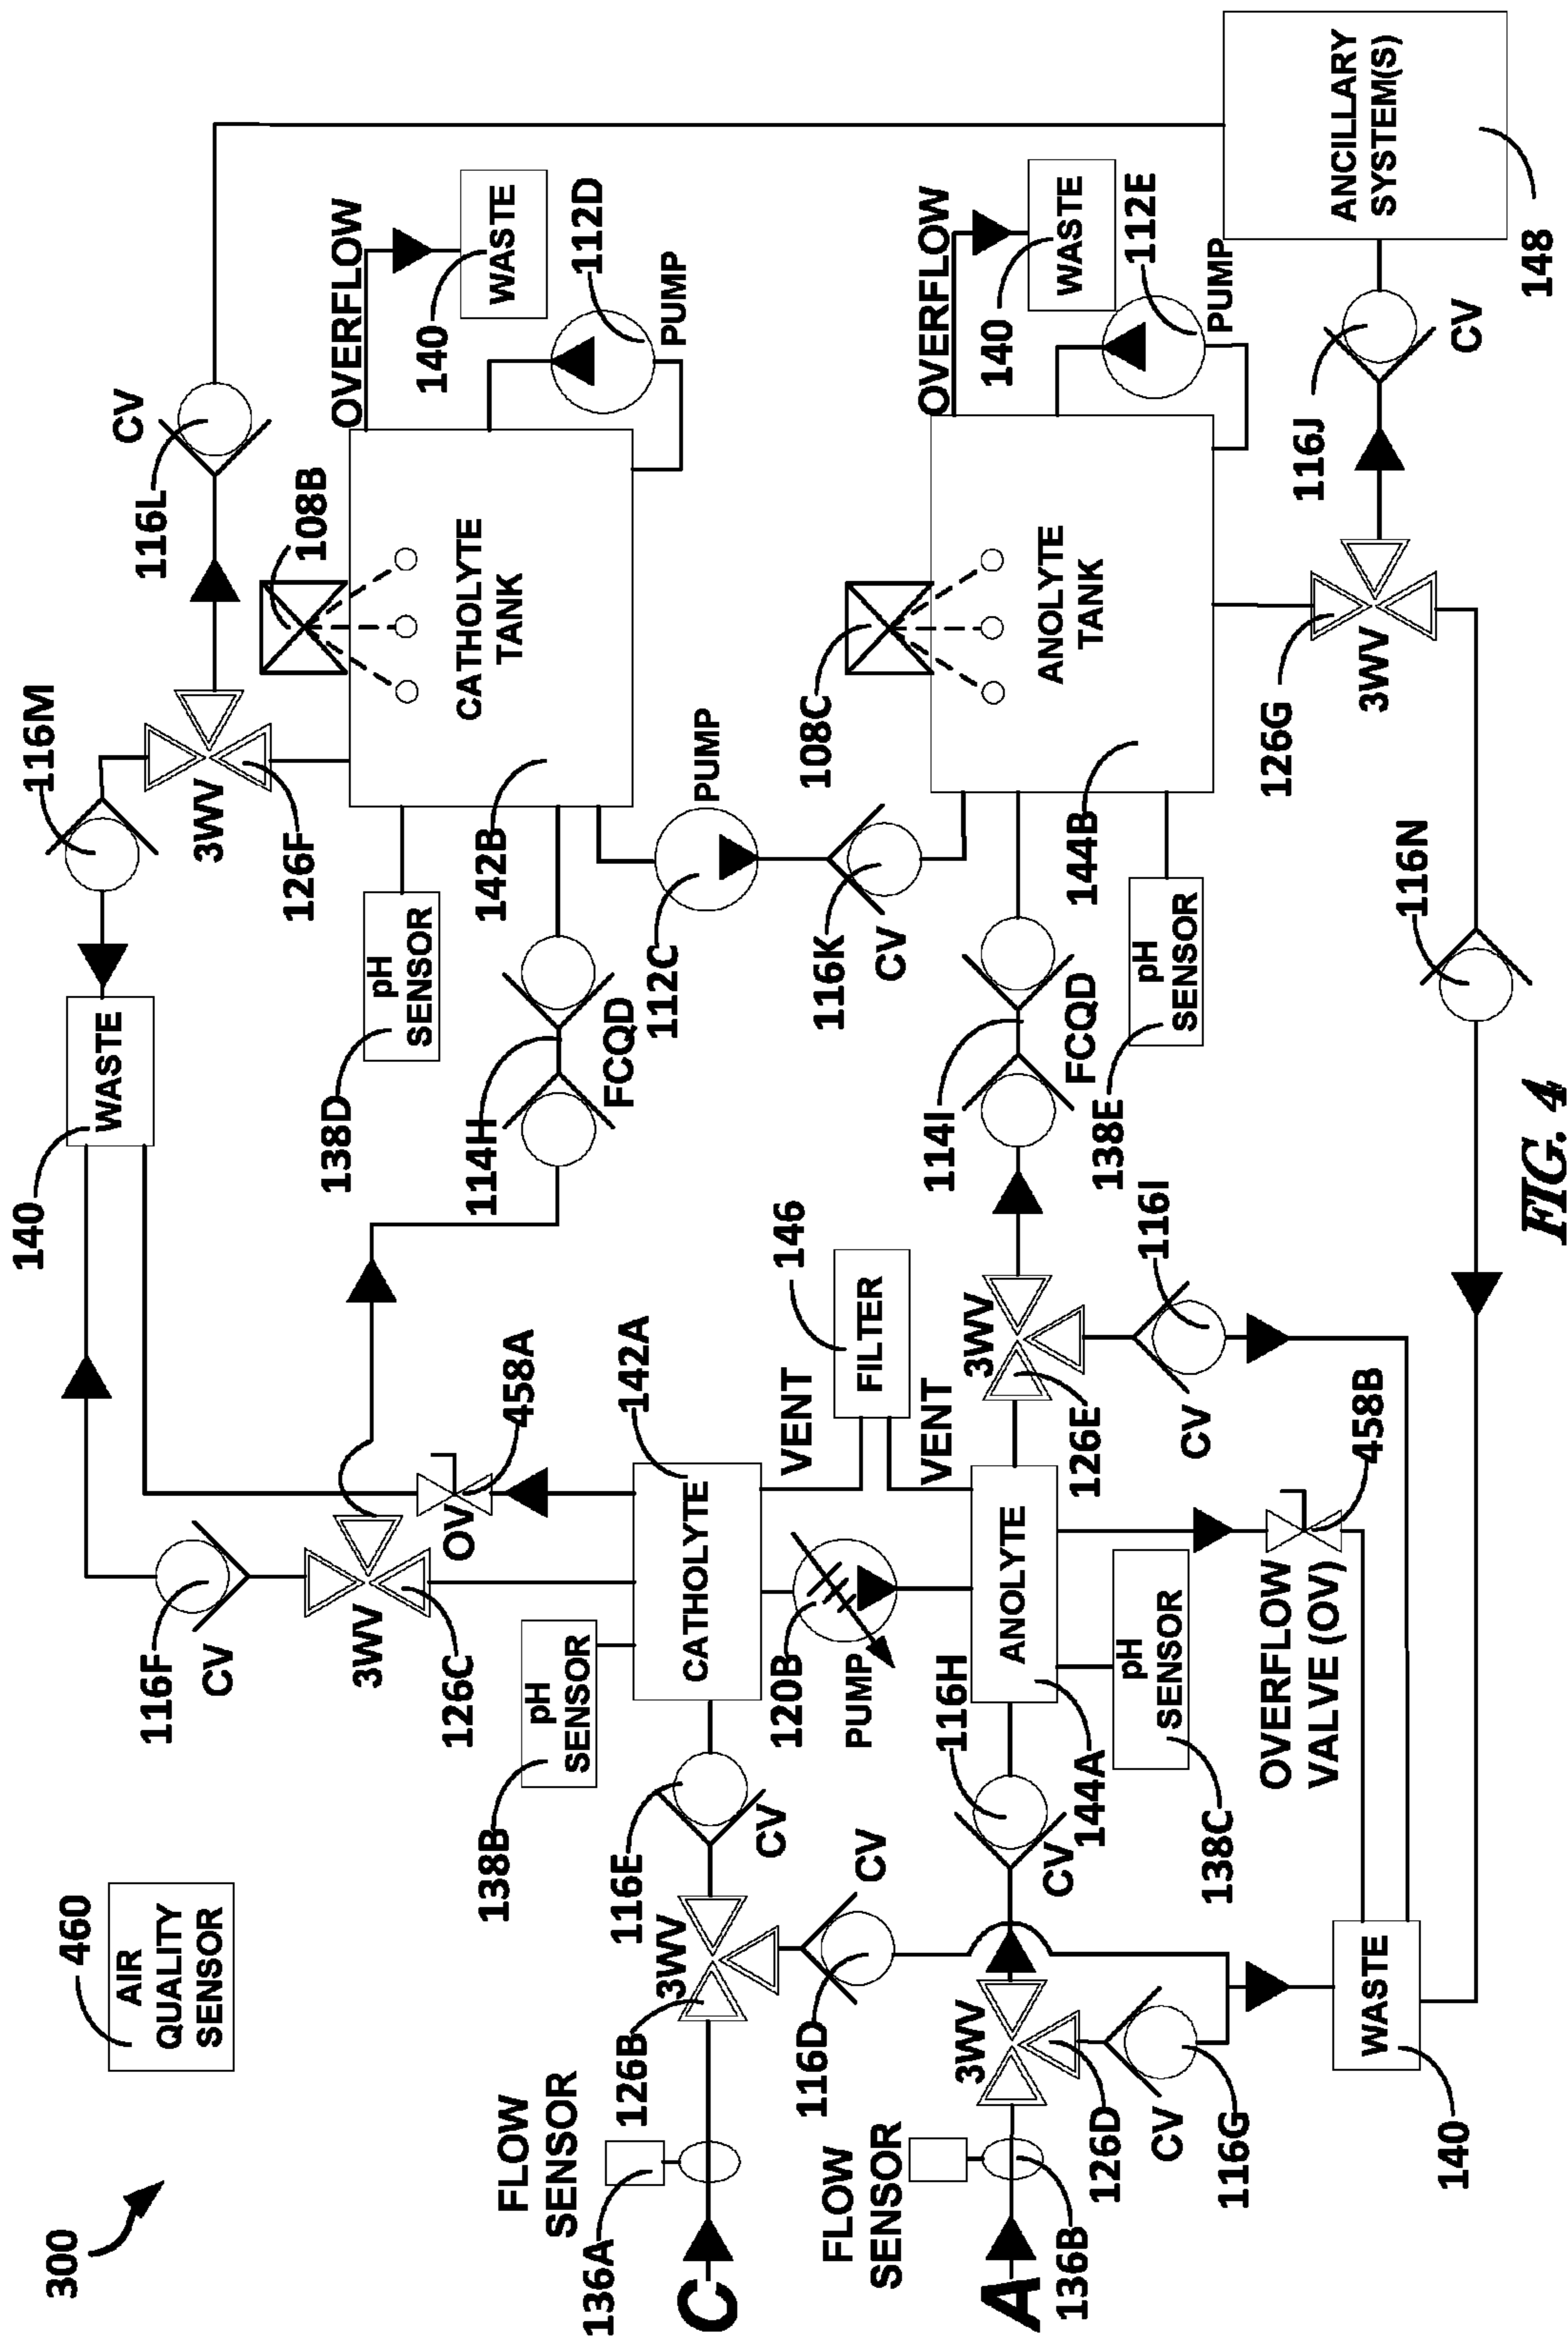 300
460
AIR
QUALITY
SENSOR
140
WASTE
116M
116F
CV
3WV
126C
3WV
126F
116L
CV
OV
458A
138B
pH
SENSOR
138D
pH
SENSOR
108B
OVERFLOW
140
WASTE
CATHOLYTE
TANK
142B
114H
FCQD
112D
PUMP
FLOW
SENSOR
136A
C
126B
3WV
116E
CV
CATHOLYTE
142A
112C
PUMP
116D
CV
120B
PUMP
VENT
146
FILTER
VENT
116K
CV
108C
OVERFLOW
140
WASTE
ANOLYTE
TANK
144B
112E
PUMP
FLOW
SENSOR
136B
A
126D
3WV
116H
CV
ANOLYTE
144A
126E
3WV
114I
FCQD
138E
pH
SENSOR
116G
CV
138C
pH
SENSOR
116I
CV
OVERFLOW
VALVE (OV)
458B
126G
3WV
116J
CV
ANCILLARY
SYSTEM(S)
148
WASTE
140
116N
FIG. 4